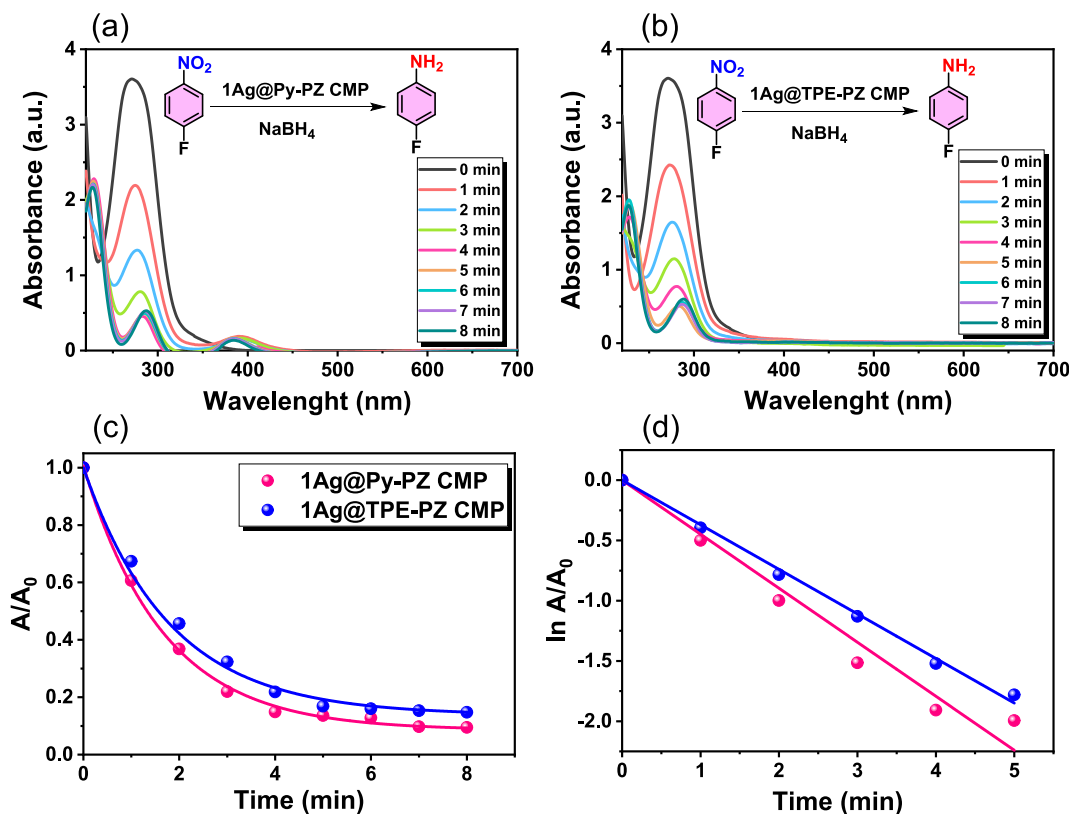 (a)
Absorbance (a.u.)
4
3
2
1
0
NO2
F
1Ag@Py-PZ CMP
NaBH4
NH2
F
0 min
1 min
2 min
3 min
4 min
5 min
6 min
7 min
8 min
300
400
500
600
700
Wavelenght (nm)
(b)
Absorbance (a.u.)
4
3
2
1
0
NO2
F
1Ag@TPE-PZ CMP
NaBH4
NH2
F
0 min
1 min
2 min
3 min
4 min
5 min
6 min
7 min
8 min
300
400
500
600
700
Wavelenght (nm)
(c)
A/A0
1.0
0.8
0.6
0.4
0.2
0.0
1Ag@Py-PZ CMP
1Ag@TPE-PZ CMP
0
2
4
6
8
Time (min)
(d)
ln A/A0
0.0
-0.5
-1.0
-1.5
-2.0
0
1
2
3
4
5
Time (min)